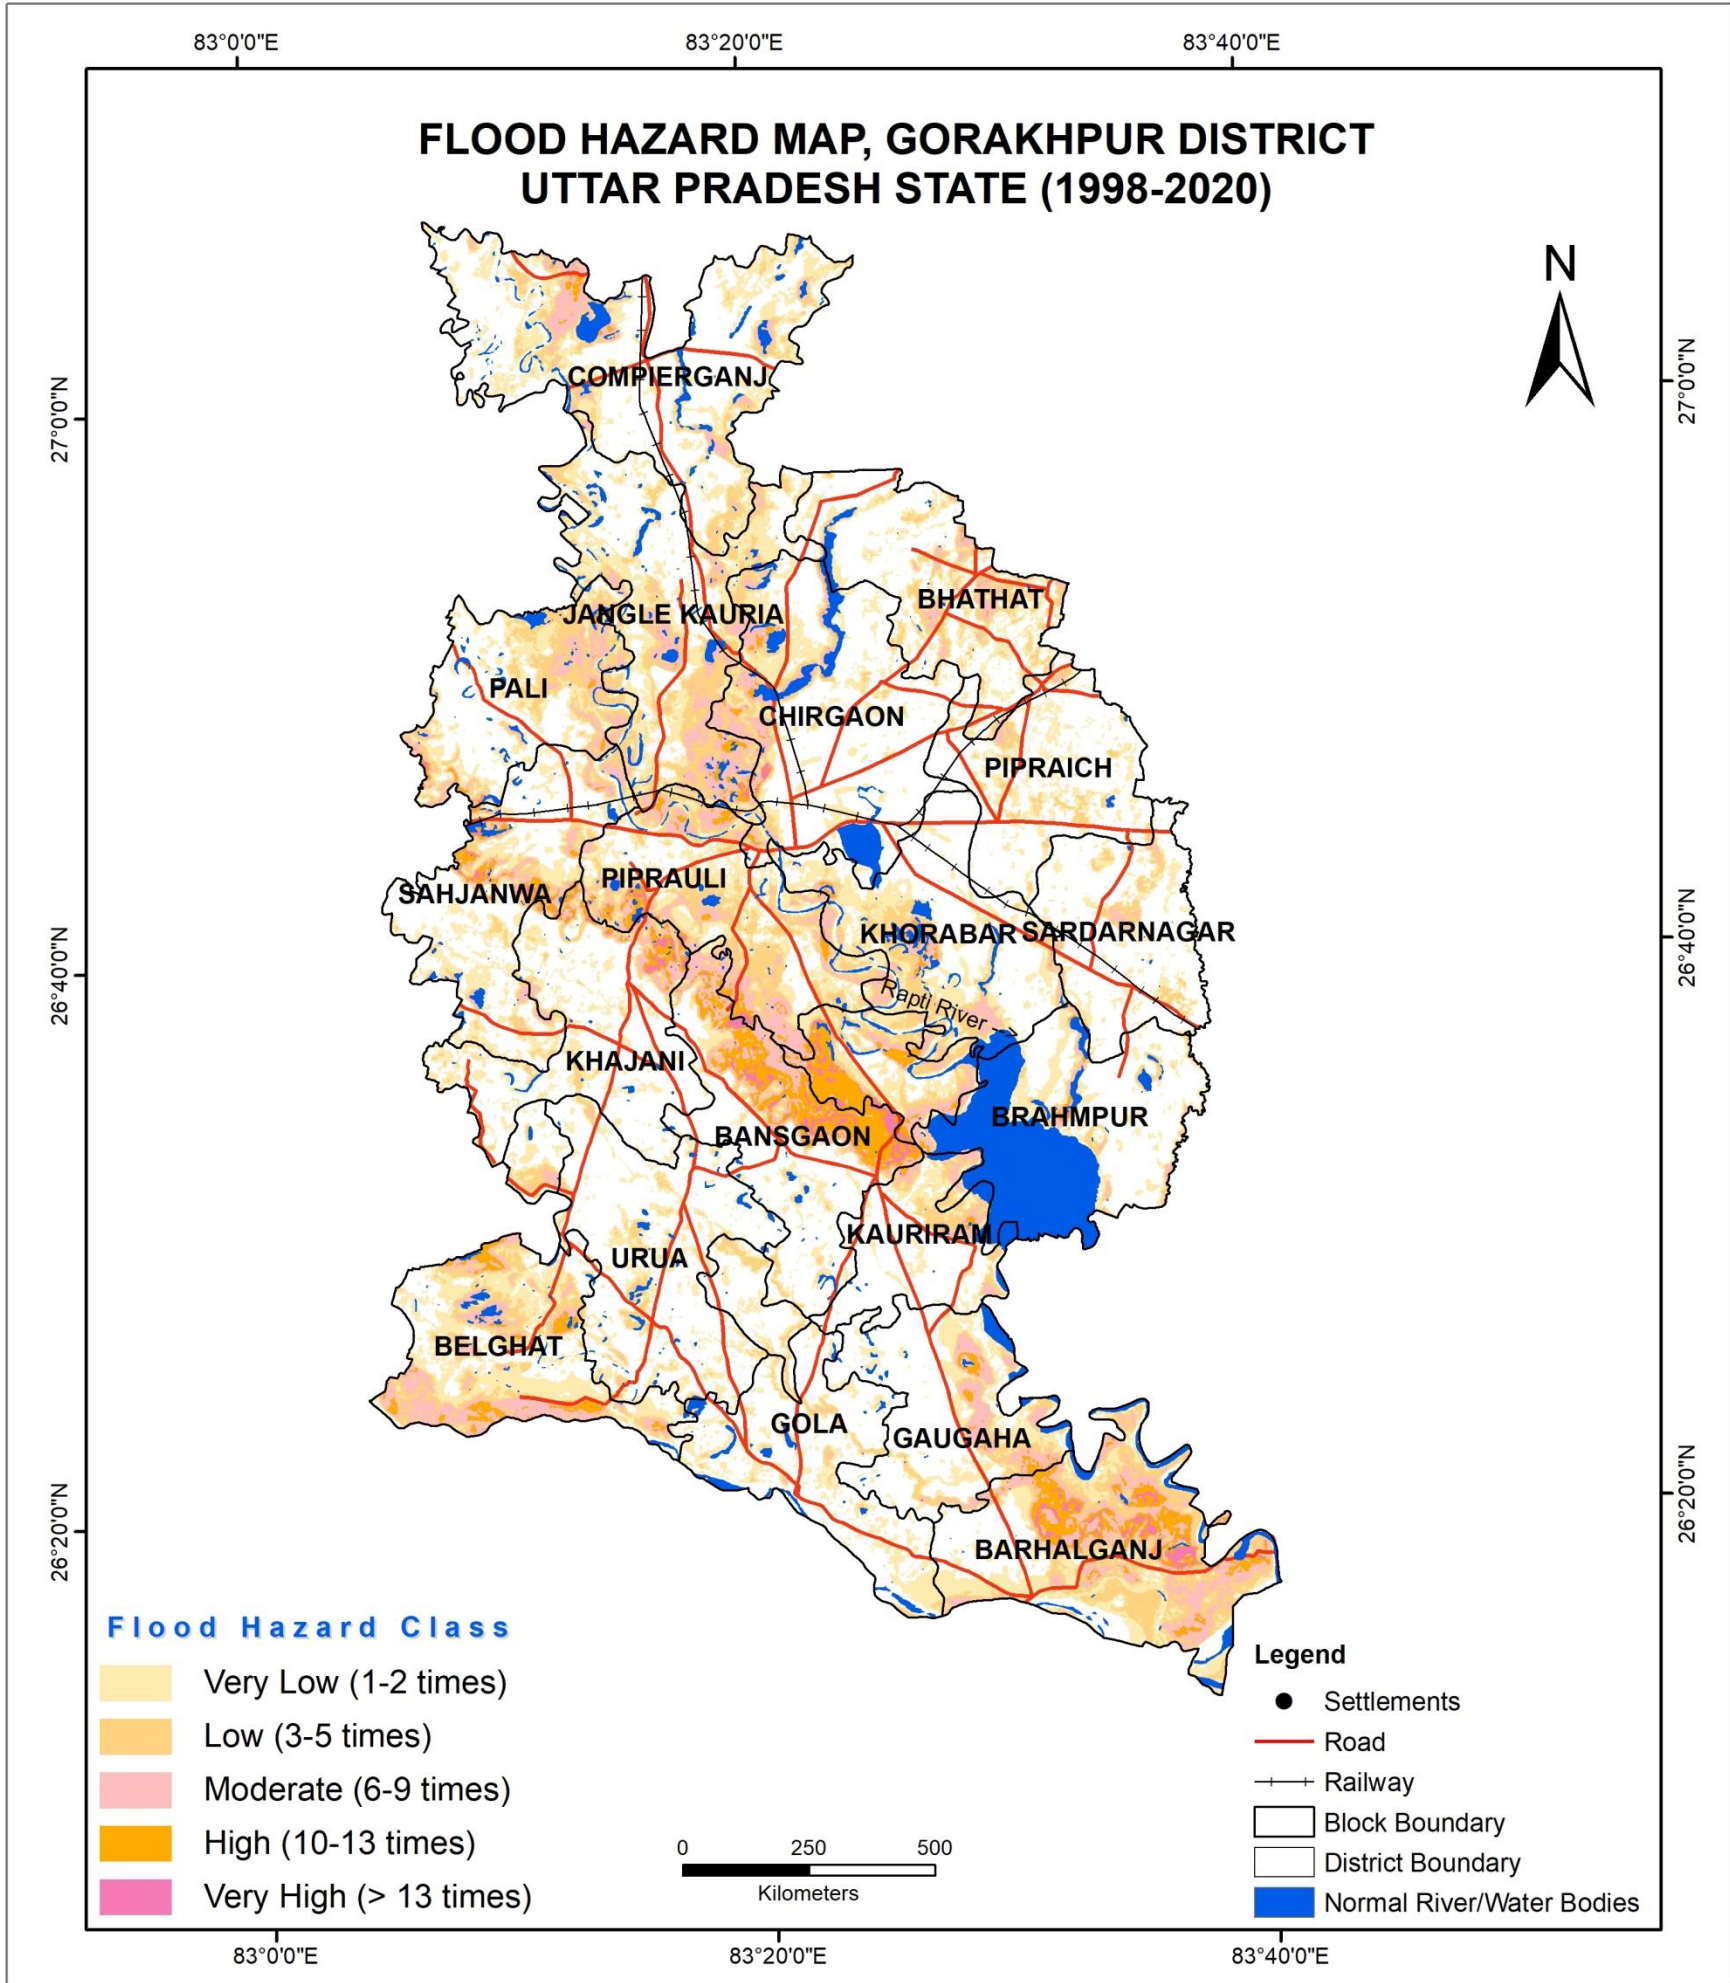 83°0'0"E 83°20'0"E 83°40'0"E
FLOOD HAZARD MAP, GORAKHPUR DISTRICT
UTTAR PRADESH STATE (1998-2020)
N
27°0'0"N
27°0'0"N
COMPIERGANJ
BHATHAT
JANGLE KAURIA
PALI
CHIRGAON
PIPRAICH
PIPRAULI
SAHJANWA
KHORABAR
SARDARNAGAR
26°40'0"N
26°40'0"N
Rapti River
KHAJANI
BRAHMPUR
BANSGAON
KAURIRAM
URUA
BELGHAT
GOLA
GAUGAHA
26°20'0"N
26°20'0"N
BARHALGANJ
Flood Hazard Class
Very Low (1-2 times)
Low (3-5 times)
Moderate (6-9 times)
High (10-13 times)
Very High (> 13 times)
0 250 500
Kilometers
Legend
Settlements
Road
Railway
Block Boundary
District Boundary
Normal River/Water Bodies
83°0'0"E 83°20'0"E 83°40'0"E